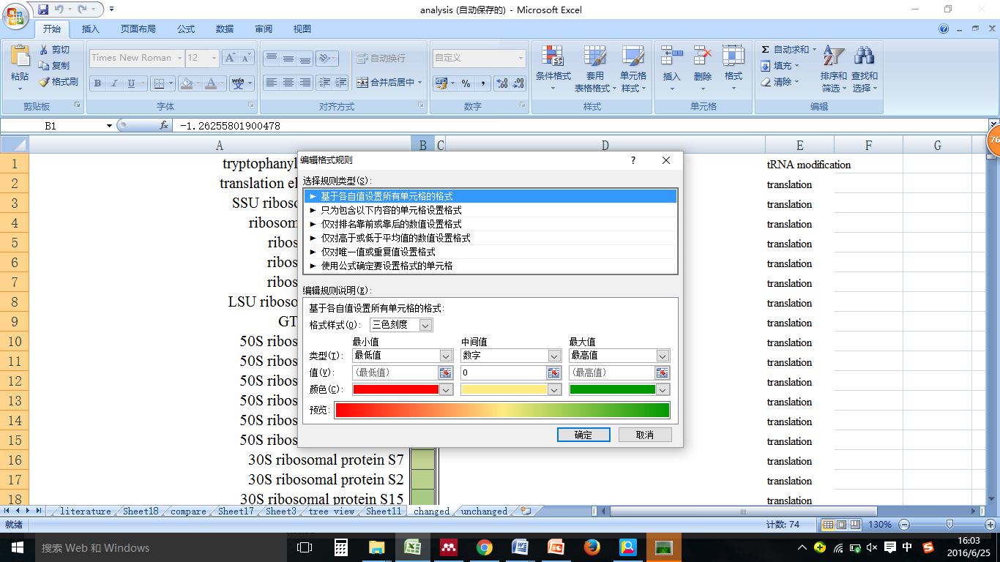 analysis (自动保存的) - Microsoft Excel
开始 插入 页面布局 公式 数据 审阅 视图
粘贴 剪切 复制 格式刷
Times New Roman 12
B I U wén 文
自动换行
合并后居中
自定义
% ,
条件格式 套用表格格式 单元格样式
插入 删除 格式
Σ 自动求和 填充 清除 排序和筛选 查找和选择
剪贴板 字体 对齐方式 数字 样式 单元格 编辑
B1 fx -1.26255801900478
76
A B C D E F G
1 tryptophanyl tRNA modification
2 translation el translation
3 SSU riboso translation
4 ribosom translation
5 ribos translation
6 ribos translation
7 ribos translation
8 LSU riboso translation
9 GT translation
10 50S ribos translation
11 50S ribos translation
12 50S ribos translation
13 50S ribos translation
14 50S ribos translation
15 50S ribos translation
16 30S ribosomal protein S7 translation
17 30S ribosomal protein S2 translation
18 30S ribosomal protein S15 translation
编辑格式规则 ?
选择规则类型(S):
► 基于各自值设置所有单元格的格式
► 只为包含以下内容的单元格设置格式
► 仅对排名靠前或靠后的数值设置格式
► 仅对高于或低于平均值的数值设置格式
► 仅对唯一值或重复值设置格式
► 使用公式确定要设置格式的单元格
编辑规则说明(E):
基于各自值设置所有单元格的格式:
格式样式(O): 三色刻度
最小值 中间值 最大值
类型(T): 最低值 数字 最高值
值(V): (最低值) 0 (最高值)
颜色(C):
预览:
确定 取消
literature Sheet18 compare Sheet17 Sheet3 tree view Sheet11 changed unchanged
就绪 计数: 74 130%
搜索 Web 和 Windows
中
16:03
2016/6/25